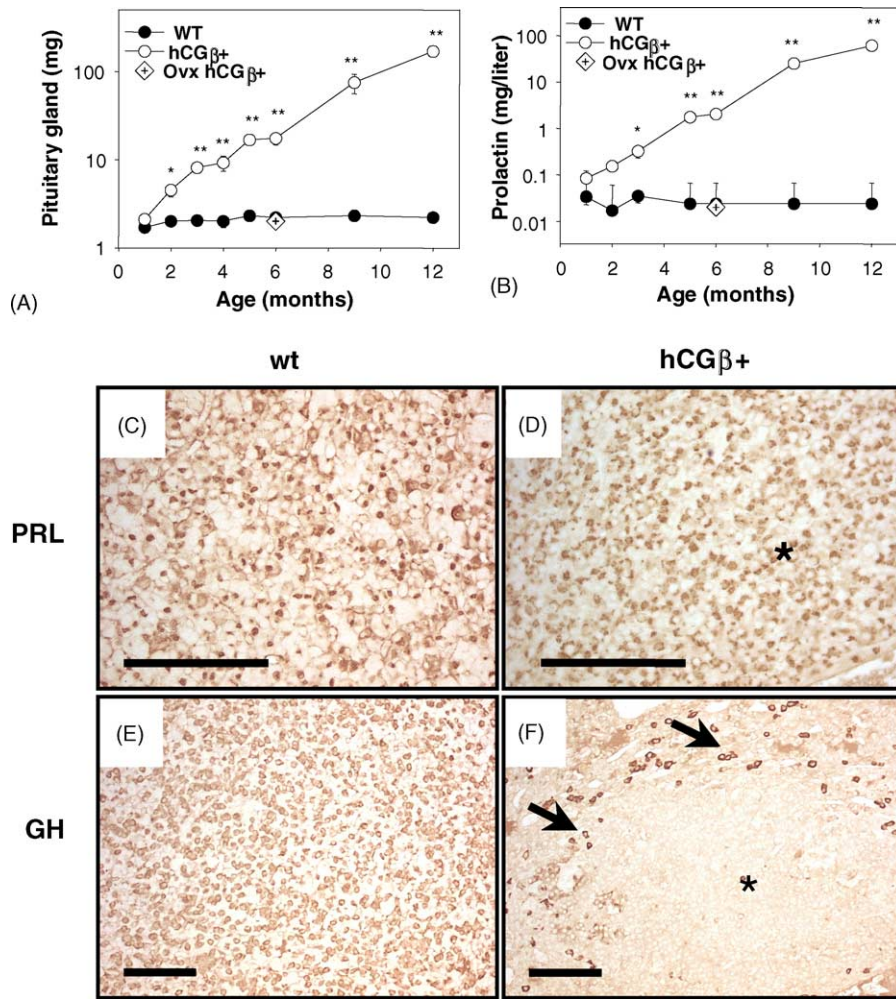 WT
hCGβ+
Ovx hCGβ+
Pituitary gland (mg)
100
10
1
*
**
**
**
**
**
**
0
2
4
6
8
10
12
Age (months)
(A)
WT
hCGβ+
Ovx hCGβ+
Prolactin (mg/liter)
100
10
1
0.1
0.01
*
**
**
**
**
0
2
4
6
8
10
12
Age (months)
(B)
wt
hCGβ+
PRL
(C)
(D)
*
GH
(E)
(F)
*